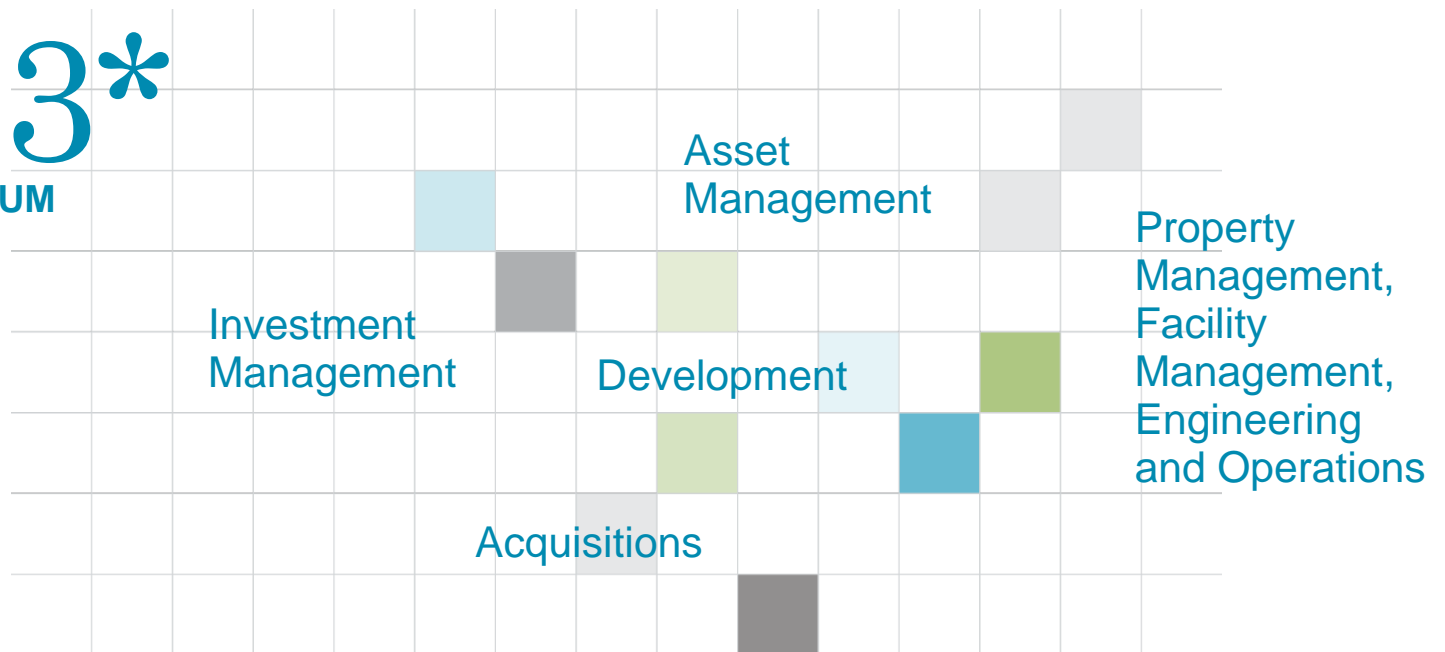 3*
UM
Asset
Management
Investment
Management
Development
Acquisitions
Property
Management,
Facility
Management,
Engineering
and Operations